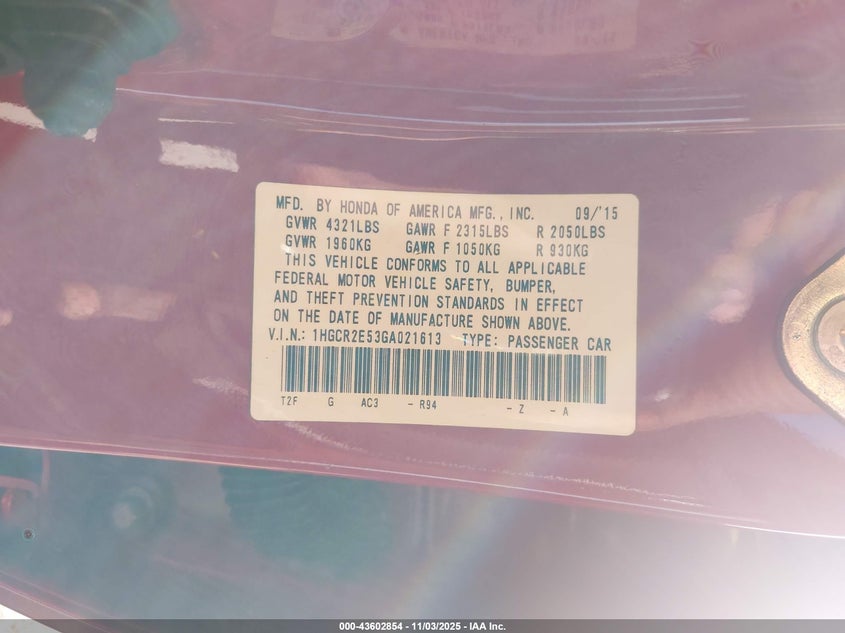 MFD. BY HONDA OF AMERICA MFG., INC. 09/'15
GVWR 4321LBS GAWR F 2315LBS R 2050LBS
GVWR 1960KG GAWR F 1050KG R 930KG
THIS VEHICLE CONFORMS TO ALL APPLICABLE
FEDERAL MOTOR VEHICLE SAFETY, BUMPER,
AND THEFT PREVENTION STANDARDS IN EFFECT
ON THE DATE OF MANUFACTURE SHOWN ABOVE.
V.I.N.: 1HGCR2E53GA021613 TYPE: PASSENGER CAR
T2F G AC3 - R94 - Z - A
000-43602854 - 11/03/2025 - IAA Inc.